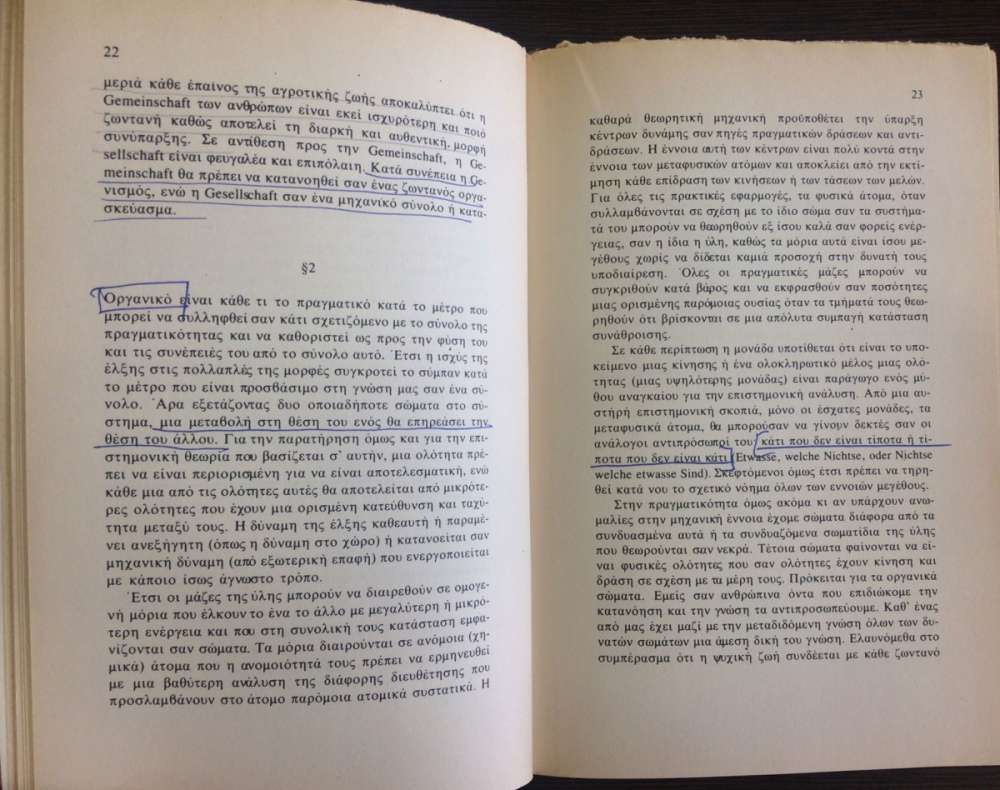 22
μεριά κάθε έπαινος της αγροτικής ζωής αποκαλύπτει ότι η
Gemeinschaft των ανθρώπων είναι εκεί ισχυρότερη και ποιό
ζωντανή καθώς αποτελεί τη διαρκή και αυθεντική μορφή
συνύπαρξης. Σε αντίθεση προς την Gemeinschaft, η Ge-
sellschaft είναι φευγαλέα και επιπόλαιη. Κατά συνέπεια η Ge-
meinschaft θα πρέπει να κατανοηθεί σαν ένας ζωντανός οργα-
νισμός, ενώ η Gesellschaft σαν ένα μηχανικό σύνολο ή κατα-
σκεύασμα.
§2
Οργανικό είναι κάθε τι το πραγματικό κατά το μέτρο που
μπορεί να συλληφθεί σαν κάτι σχετιζόμενο με το σύνολο της
πραγματικότητας και να καθοριστεί ως προς την φύση του
και τις συνέπειές του από το σύνολο αυτό. Έτσι η ισχύς της
έλξης στις πολλαπλές της μορφές συγκροτεί το σύμπαν κατά
το μέτρο που είναι προσβάσιμο στη γνώση μας σαν ένα σύ-
νολο. Άρα εξετάζοντας δυο οποιαδήποτε σώματα στο σύ-
στημα, μια μεταβολή στη θέση του ενός θα επηρεάσει την
θέση του άλλου. Για την παρατήρηση όμως και για την επι-
στημονική θεωρία που βασίζεται σ' αυτήν, μια ολότητα πρέ-
πει να είναι περιορισμένη για να είναι αποτελεσματική, ενώ
κάθε μια από τις ολότητες αυτές θα αποτελείται από μικρότε-
ρες ολότητες που έχουν μια ορισμένη κατεύθυνση και ταχύ-
τητα μεταξύ τους. Η δύναμη της έλξης καθεαυτή ή παραμέ-
νει ανεξήγητη (όπως η δύναμη στο χώρο) ή κατανοείται σαν
μηχανική δύναμη (από εξωτερική επαφή) που ενεργοποιείται
με κάποιο ίσως άγνωστο τρόπο.
Έτσι οι μάζες της ύλης μπορούν να διαιρεθούν σε ομογε-
νή μόρια που έλκουν το ένα το άλλο με μεγαλύτερη ή μικρό-
τερη ενέργεια και που στη συνολική τους κατάσταση εμφα-
νίζονται σαν σώματα. Τα μόρια διαιρούνται σε ανόμοια (χη-
μικά) άτομα που η ανομοιότητά τους πρέπει να ερμηνευθεί
με μια βαθύτερη ανάλυση της διάφορης διευθέτησης που
προσλαμβάνουν στο άτομο παρόμοια ατομικά συστατικά. Η
23
καθαρά θεωρητική μηχανική προϋποθέτει την ύπαρξη
κέντρων δυνάμης σαν πηγές πραγματικών δράσεων και αντι-
δράσεων. Η έννοια αυτή των κέντρων είναι πολύ κοντά στην
έννοια των μεταφυσικών ατόμων και αποκλείει από την εκτί-
μηση κάθε επίδραση των κινήσεων ή των τάσεων των μελών.
Για όλες τις πρακτικές εφαρμογές, τα φυσικά άτομα, όταν
συλλαμβάνονται σε σχέση με το ίδιο σώμα σαν τα συστήμα-
τά του μπορούν να θαωρηθούν εξ ίσου καλά σαν φορείς ενέρ-
γειας, σαν η ίδια η ύλη, καθώς τα μόρια αυτά είναι ίσου με-
γέθους χωρίς να δίδεται καμιά προσοχή στην δυνατή τους
υποδιαίρεση. Όλες οι πραγματικές μάζες μπορούν να
συγκριθούν κατά βάρος και να εκφρασθούν σαν ποσότητες
μιας ορισμένης παρόμοιας ουσίας όταν τα τμήματά τους θεω-
ρηθούν ότι βρίσκονται σε μια απόλυτα συμπαγή κατάσταση
συνάθροισης.
Σε κάθε περίπτωση η μονάδα υποτίθεται ότι είναι το υπο-
κείμενο μιας κίνησης ή ένα ολοκληρωτικό μέλος μιας ολό-
τητας (μιας υψηλότερης μονάδας) είναι παράγωγο ενός μύ-
θου αναγκαίου για την επιστημονική ανάλυση. Από μια αυ-
στήρή επιστημονική σκοπιά, μόνο οι έσχατες μονάδες, τα
μεταφυσικά άτομα, θα μπορούσαν να γίνουν δεκτές σαν οι
ανάλογοι αντιπρόσωποί του: κάτι που δεν είναι τίποτα ή τί-
ποτα που δεν είναι κάτι (Etwasse, welche Nichtse, oder Nichtse
welche etwasse Sind). Σκεφτόμενοι όμως έτσι πρέπει να τηρη-
θεί κατά νου το σχετικό νόημα όλων των εννοιών μεγέθους.
Στην πραγματικότητα όμως ακόμα κι αν υπάρχουν ανω-
μαλίες στην μηχανική έννοια έχομε σώματα διάφορα από τα
συνδυασμένα αυτά ή τα συνδυαζόμενα σωματίδια της ύλης
που θεωρούνται σαν νεκρά. Τέτοια σώματα φαίνονται να εί-
ναι φυσικές ολότητες που σαν ολότητες έχουν κίνηση και
δράση σε σχέση με τα μέρη τους. Πρόκειται για τα οργανικά
σώματα. Εμείς σαν ανθρώπινα όντα που επιδιώκομε την
κατανόηση και την γνώση τα αντιπροσωπεύουμε. Καθ' ένας
από μας έχει μαζί με την μεταδιδόμενη γνώση όλων των δυ-
νατών σωμάτων μια άμεση δική του γνώση. Ελαυνόμεθα στο
συμπέρασμα ότι η ψυχική ζωή συνδέεται με κάθε ζωντανό